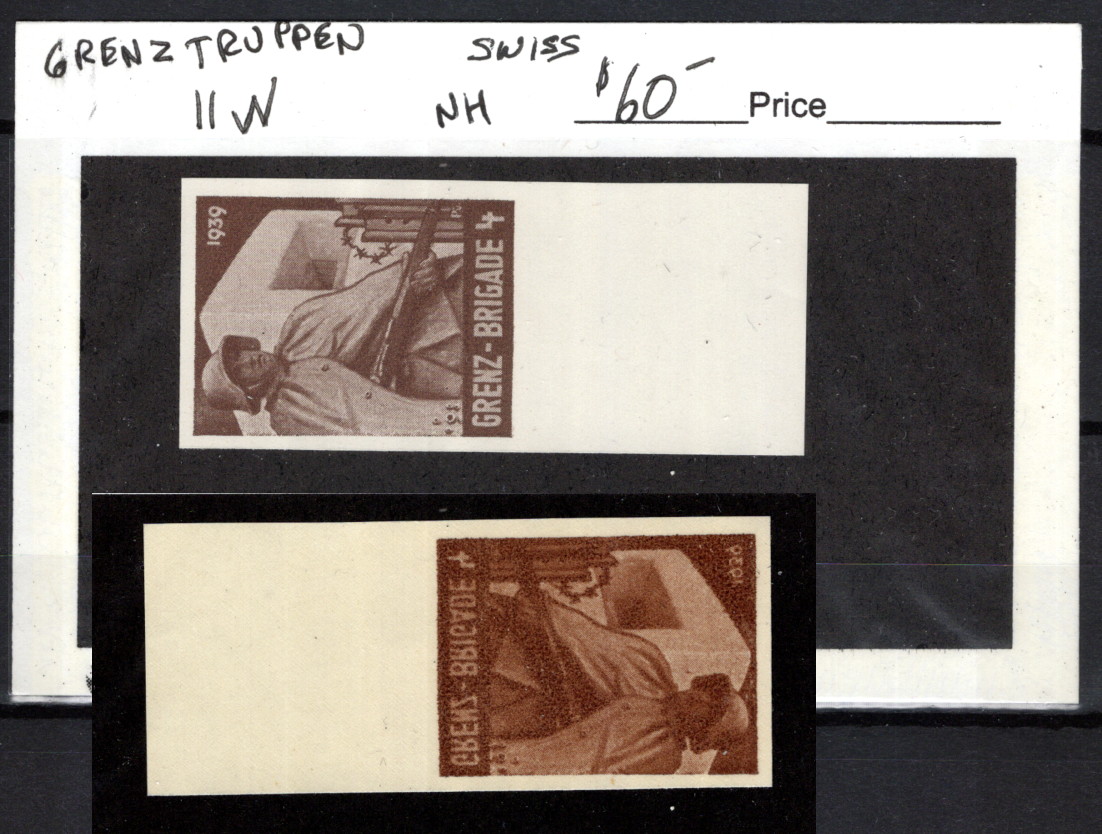 GRENZTRUPPEN SWISS
11W NH $60- Price
1939
GRENZ-BRIGADE 4
GRENZ-BRIGADE 4
1939